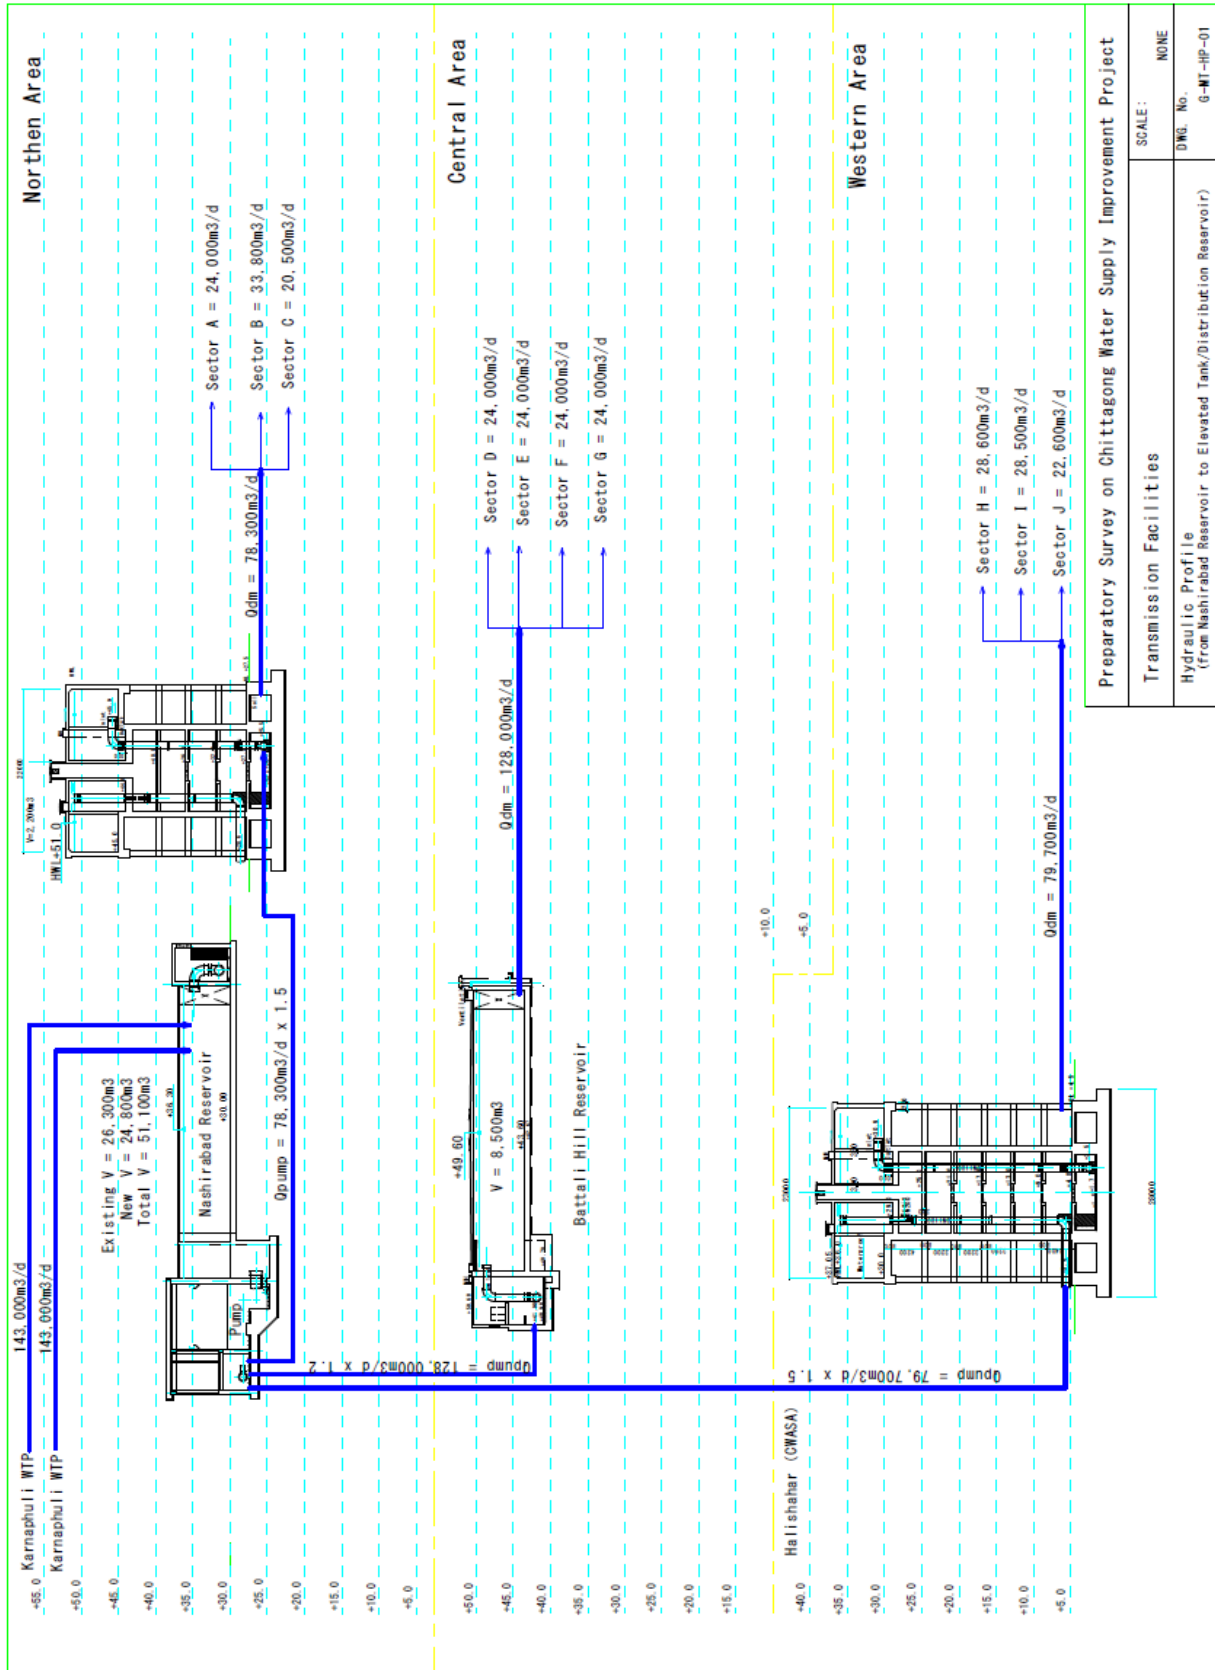 Northen Area
Karnaphuli WTP
143,000m3/d
Karnaphuli WTP
143,000m3/d
Existing V = 26,300m3
New V = 24,800m3
Total V = 51,100m3
+36.30
Nashirabad Reservoir
+30.00
Pump
Qpump = 78,300m3/d x 1.5
V=2,200m3
22000
HWL+51.0
Qdm = 78,300m3/d
Sector A = 24,000m3/d
Sector B = 33,800m3/d
Sector C = 20,500m3/d
+55.0
+50.0
+45.0
+40.0
+35.0
+30.0
+25.0
+20.0
+15.0
+10.0
+5.0
Central Area
Qpump = 128,000m3/d x 1.2
+49.60
V = 8,500m3
+43.60
Battali Hill Reservoir
Qdm = 128,000m3/d
Sector D = 24,000m3/d
Sector E = 24,000m3/d
Sector F = 24,000m3/d
Sector G = 24,000m3/d
+50.0
+45.0
+40.0
+35.0
+30.0
+25.0
+20.0
+15.0
+10.0
+5.0
+10.0
+5.0
Western Area
Halishahar (CWASA)
Qpump = 79,700m3/d x 1.5
Qdm = 79,700m3/d
Sector H = 28,600m3/d
Sector I = 28,500m3/d
Sector J = 22,600m3/d
+40.0
+35.0
+30.0
+25.0
+20.0
+15.0
+10.0
+5.0
Preparatory Survey on Chittagong Water Supply Improvement Project
Transmission Facilities
SCALE: NONE
Hydraulic Profile
(from Nashirabad Reservoir to Elevated Tank/Distribution Reservoir)
DWG. No.
G-MT-HP-01